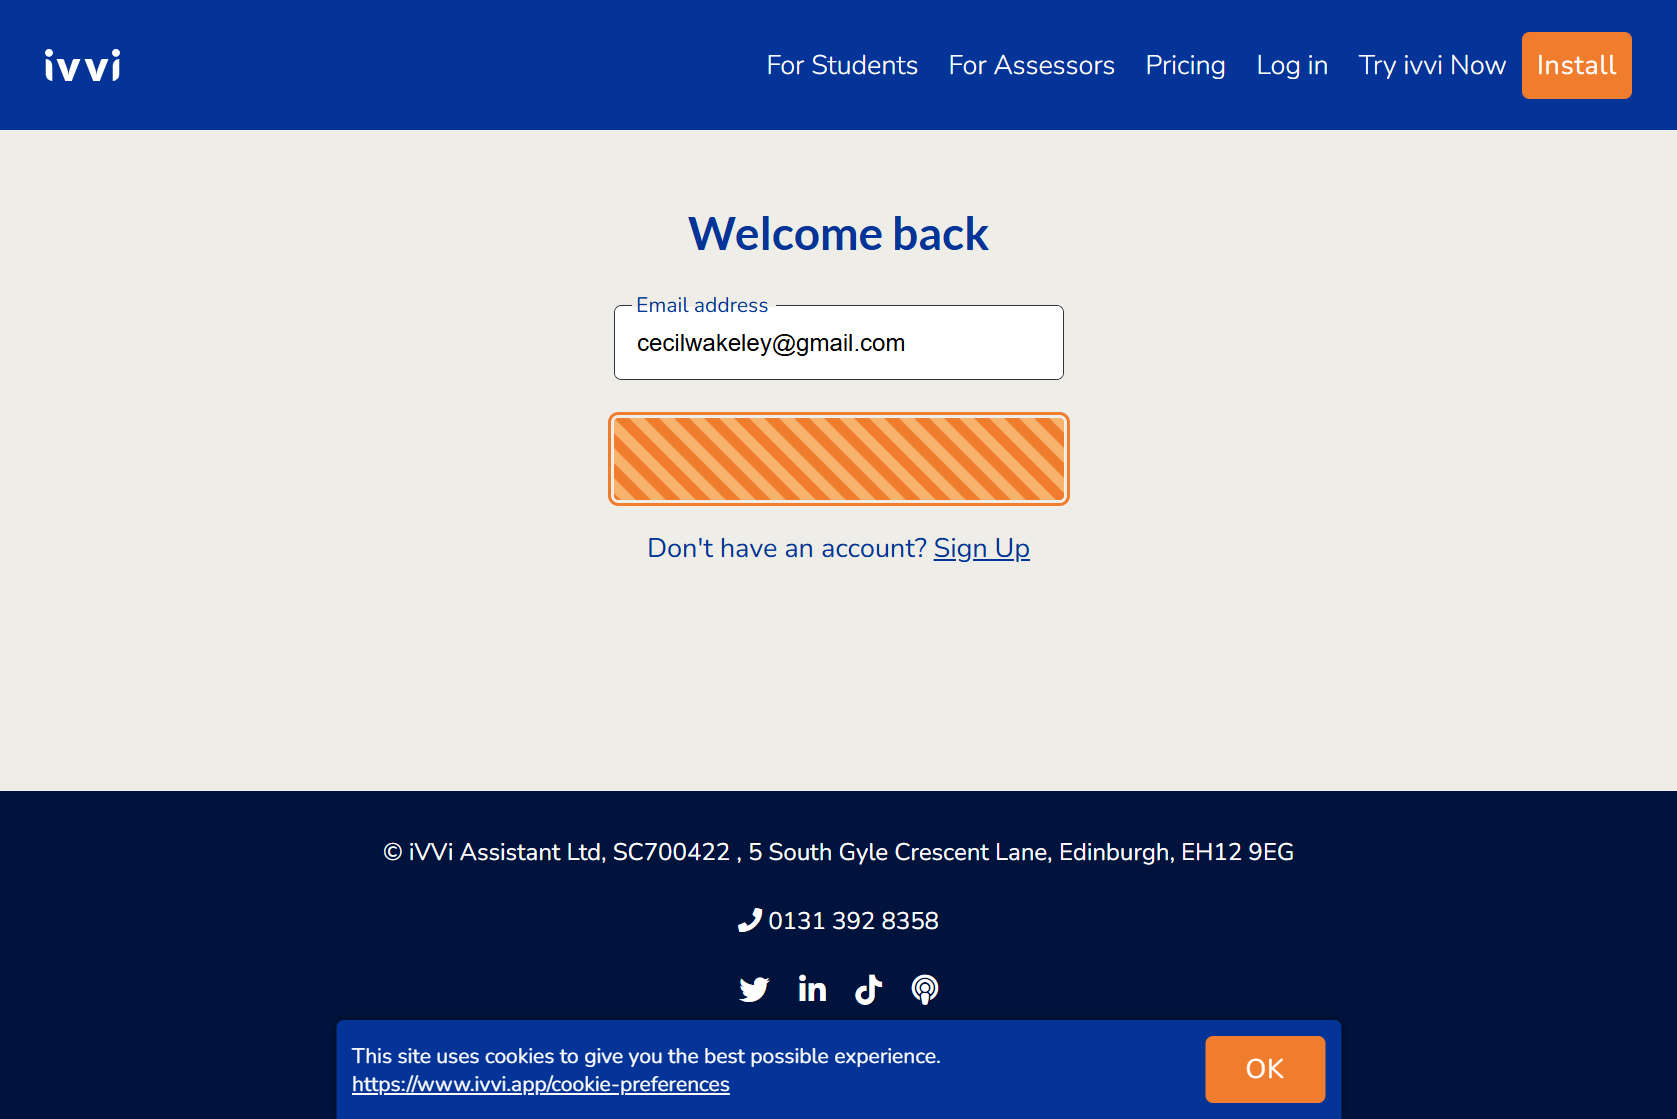 ivvi
For Students
For Assessors
Pricing
Log in
Try ivvi Now
Install
Welcome back
Email address
cecilwakeley@gmail.com
Don't have an account? Sign Up
© iVVi Assistant Ltd, SC700422 , 5 South Gyle Crescent Lane, Edinburgh, EH12 9EG
0131 392 8358
This site uses cookies to give you the best possible experience.
https://www.ivvi.app/cookie-preferences
OK